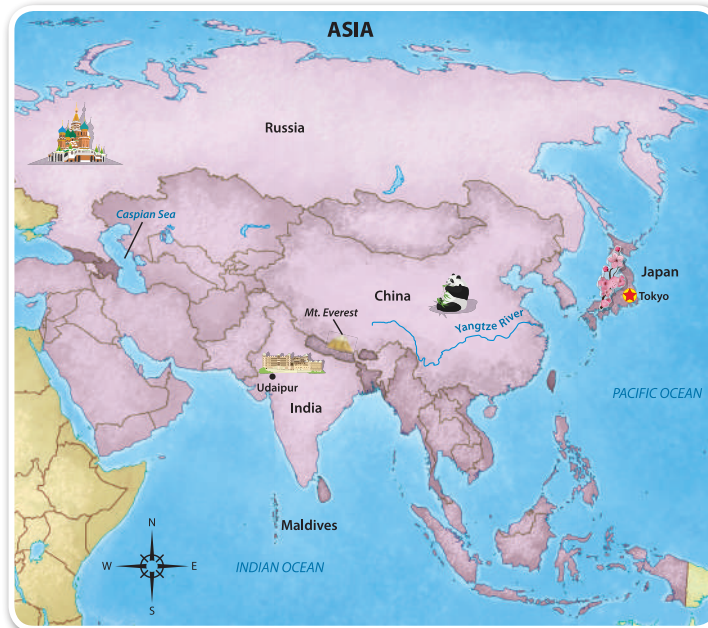 ASIA
Russia
Caspian Sea
Japan
China
Tokyo
Mt. Everest
Yangtze River
Udaipur
PACIFIC OCEAN
India
Maldives
N
W E
INDIAN OCEAN
S